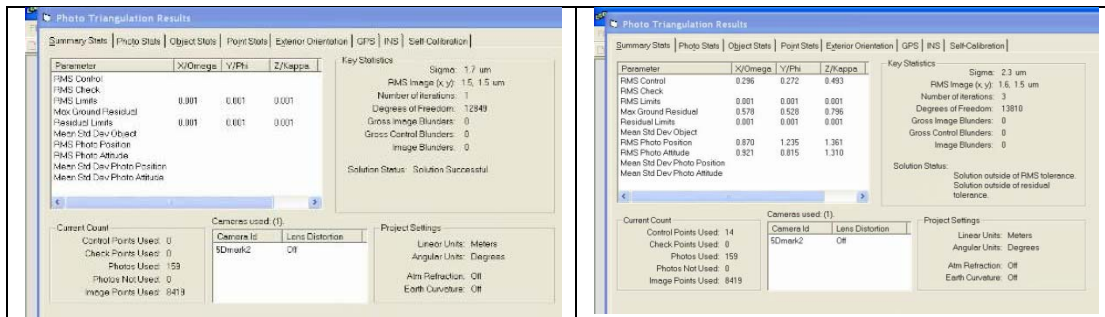 Photo Triangulation Results
Summary Stats Photo Stats Object Stats Point Stats Exterior Orientation GPS INS Self-Calibration
Parameter X/Omega Y/Phi Z/Kappa
RMS Control
RMS Check
RMS Limits 0.001 0.001 0.001
Max Ground Residual
Residual Limits 0.001 0.001 0.001
Mean Std Dev Object
RMS Photo Position
RMS Photo Attitude
Mean Std Dev Photo Position
Mean Std Dev Photo Attitude
Key Statistics
Sigma: 1.7 um
RMS Image (x, y): 1.5, 1.5 um
Number of iterations: 1
Degrees of Freedom: 12849
Gross Image Blunders: 0
Gross Control Blunders: 0
Image Blunders: 0
Solution Status: Solution Successful
Current Count
Control Points Used: 0
Check Points Used: 0
Photos Used: 159
Photos Not Used: 0
Image Points Used: 8419
Cameras used: (1).
Camera Id Lens Distortion
5Dmark2 Off
Project Settings
Linear Units: Meters
Angular Units: Degrees
Atm Refraction: Off
Earth Curvature: Off
Photo Triangulation Results
Summary Stats Photo Stats Object Stats Point Stats Exterior Orientation GPS INS Self-Calibration
Parameter X/Omega Y/Phi Z/Kappa
RMS Control 0.296 0.272 0.493
RMS Check
RMS Limits 0.001 0.001 0.001
Max Ground Residual 0.578 0.528 0.796
Residual Limits 0.001 0.001 0.001
Mean Std Dev Object
RMS Photo Position 0.870 1.235 1.361
RMS Photo Attitude 0.921 0.815 1.310
Mean Std Dev Photo Position
Mean Std Dev Photo Attitude
Key Statistics
Sigma: 2.3 um
RMS Image (x, y): 1.6, 1.5 um
Number of iterations: 3
Degrees of Freedom: 13810
Gross Image Blunders: 0
Gross Control Blunders: 0
Image Blunders: 0
Solution Status:
Solution outside of RMS tolerance.
Solution outside of residual
tolerance.
Current Count
Control Points Used: 14
Check Points Used: 0
Photos Used: 159
Photos Not Used: 0
Image Points Used: 8419
Cameras used: (1).
Camera Id Lens Distortion
5Dmark2 Off
Project Settings
Linear Units: Meters
Angular Units: Degrees
Atm Refraction: Off
Earth Curvature: Off